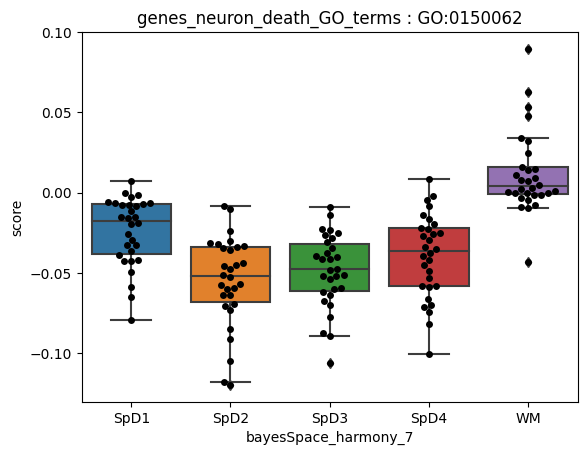 genes_neuron_death_GO_terms : GO:0150062
0.10
0.05
0.00
−0.05
−0.10
score
SpD1 SpD2 SpD3 SpD4 WM
bayesSpace_harmony_7